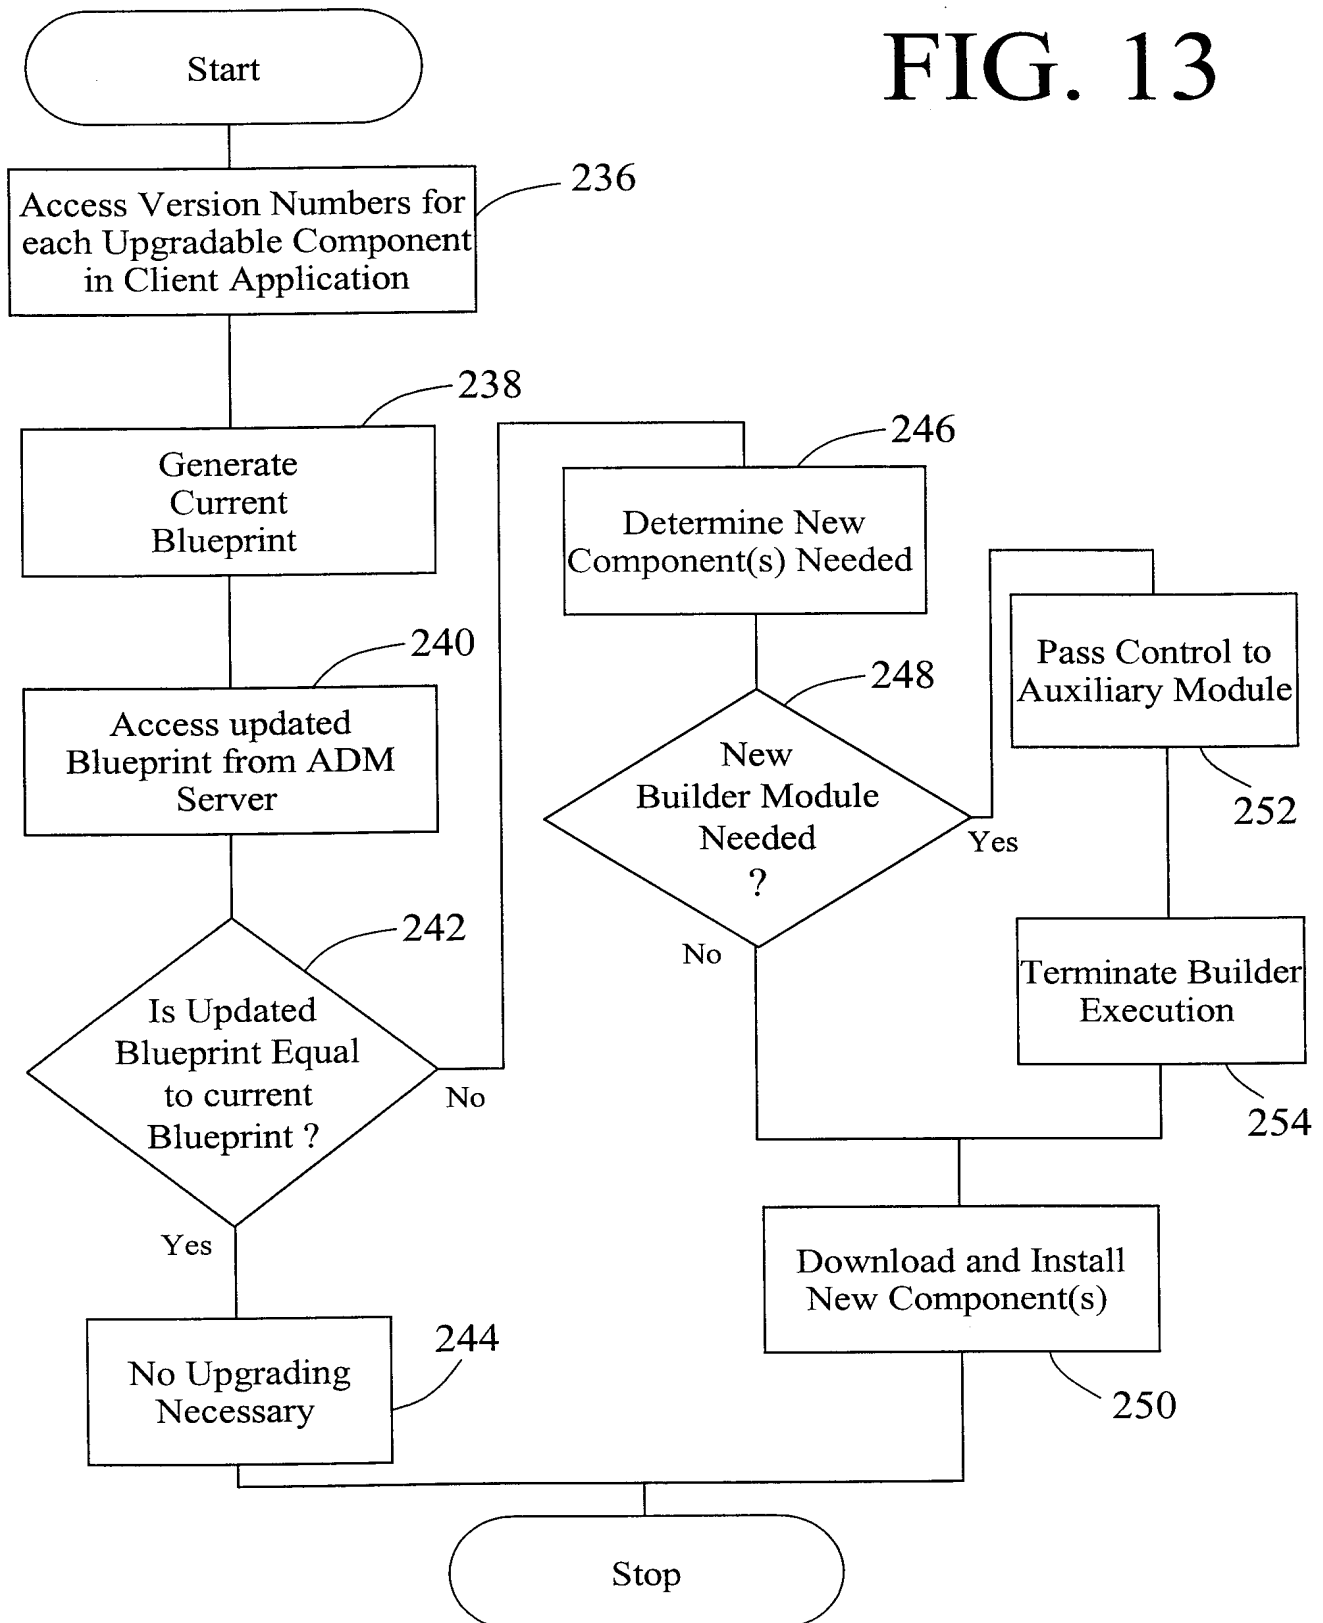 FIG. 13
Start
236
Access Version Numbers for
each Upgradable Component
in Client Application
238
Generate
Current
Blueprint
240
Access updated
Blueprint from ADM
Server
242
Is Updated
Blueprint Equal
to current
Blueprint ?
No
Yes
244
No Upgrading
Necessary
246
Determine New
Component(s) Needed
248
New
Builder Module
Needed
?
Yes
No
Pass Control to
Auxiliary Module
252
Terminate Builder
Execution
254
Download and Install
New Component(s)
250
Stop